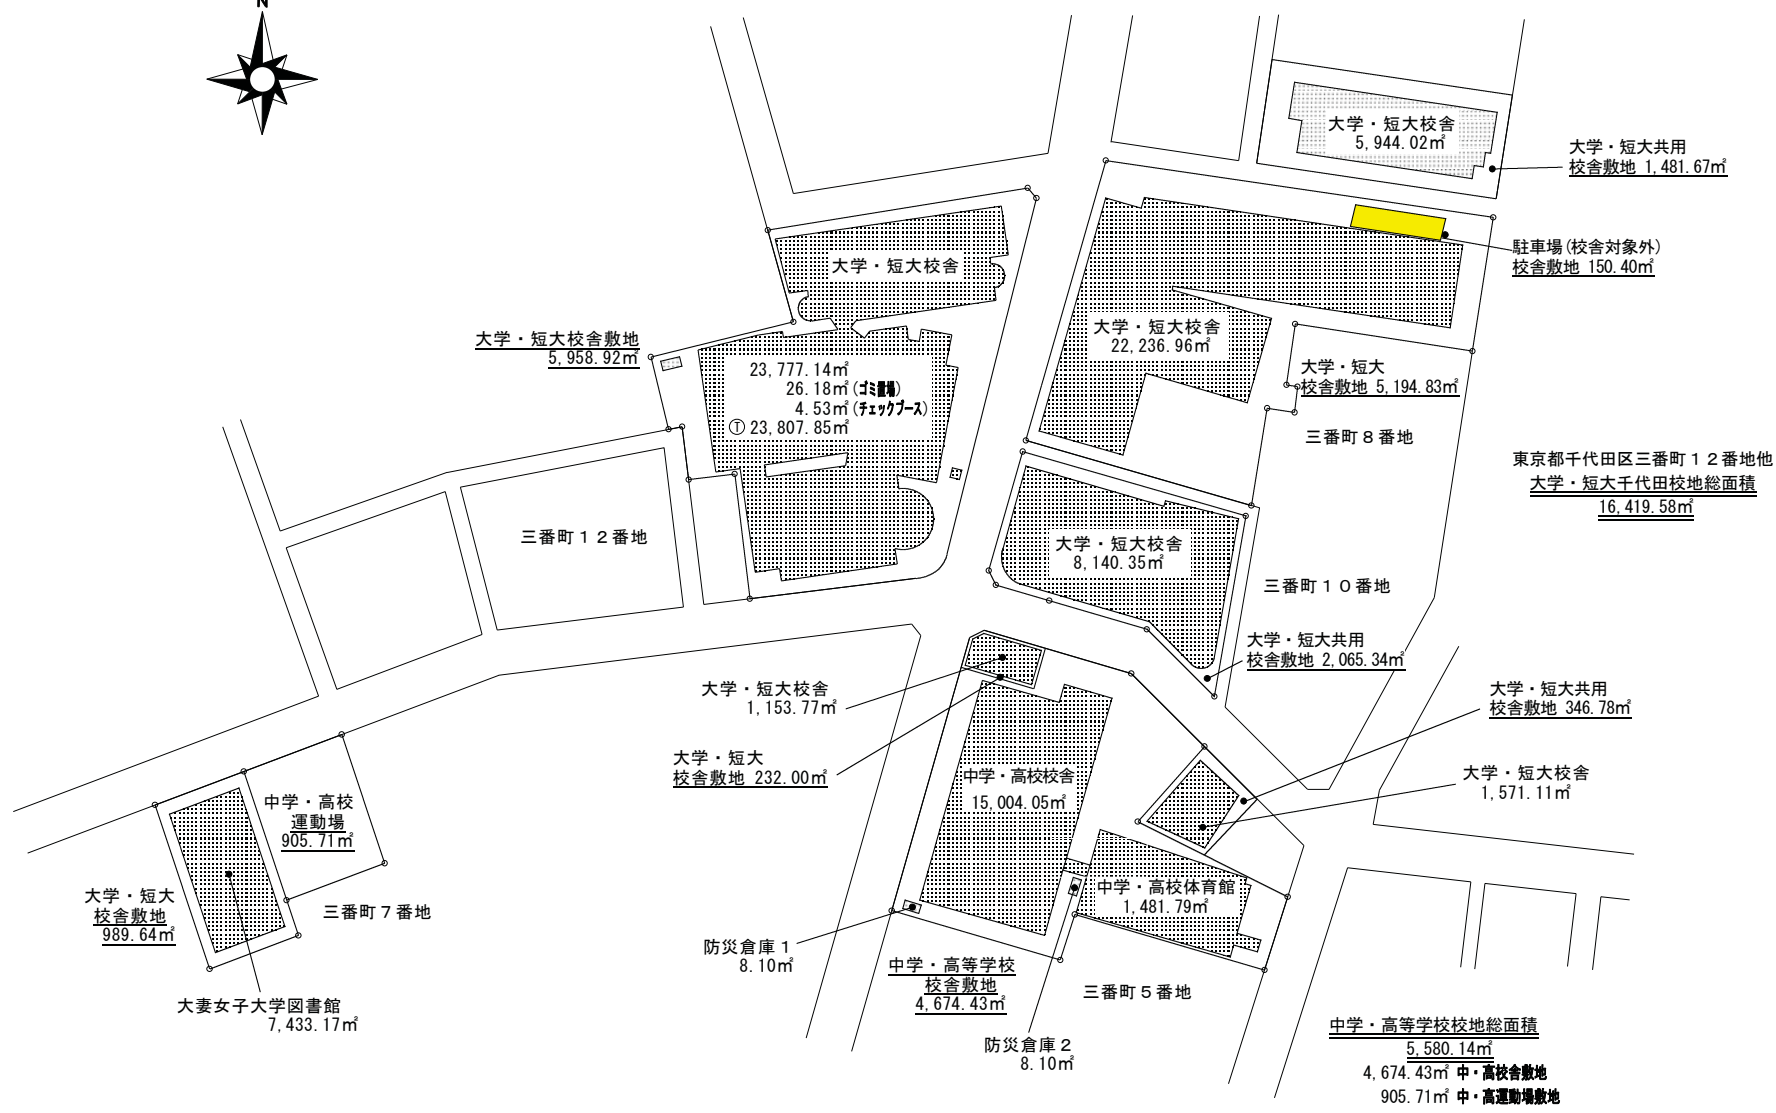 N
大学・短大校舎
5,944.02㎡
大学・短大共用
校舎敷地 1,481.67㎡
駐車場(校舎対象外)
校舎敷地 150.40㎡
大学・短大校舎
大学・短大校舎敷地
5,958.92㎡
23,777.14㎡
26.18㎡(ゴミ置場)
4.53㎡(チェックブース)
Ⓣ 23,807.85㎡
大学・短大校舎
22,236.96㎡
大学・短大
校舎敷地 5,194.83㎡
三番町8番地
東京都千代田区三番町12番地他
大学・短大千代田校地総面積
16,419.58㎡
三番町12番地
大学・短大校舎
8,140.35㎡
三番町10番地
大学・短大共用
校舎敷地 2,065.34㎡
大学・短大校舎
1,153.77㎡
大学・短大共用
校舎敷地 346.78㎡
大学・短大
校舎敷地 232.00㎡
中学・高校校舎
15,004.05㎡
大学・短大校舎
1,571.11㎡
中学・高校
運動場
905.71㎡
大学・短大
校舎敷地
989.64㎡
三番町7番地
中学・高校体育館
1,481.79㎡
防災倉庫1
8.10㎡
中学・高等学校
校舎敷地
4,674.43㎡
三番町5番地
大妻女子大学図書館
7,433.17㎡
防災倉庫2
8.10㎡
中学・高等学校校地総面積
5,580.14㎡
4,674.43㎡ 中・高校舎敷地
905.71㎡ 中・高運動場敷地